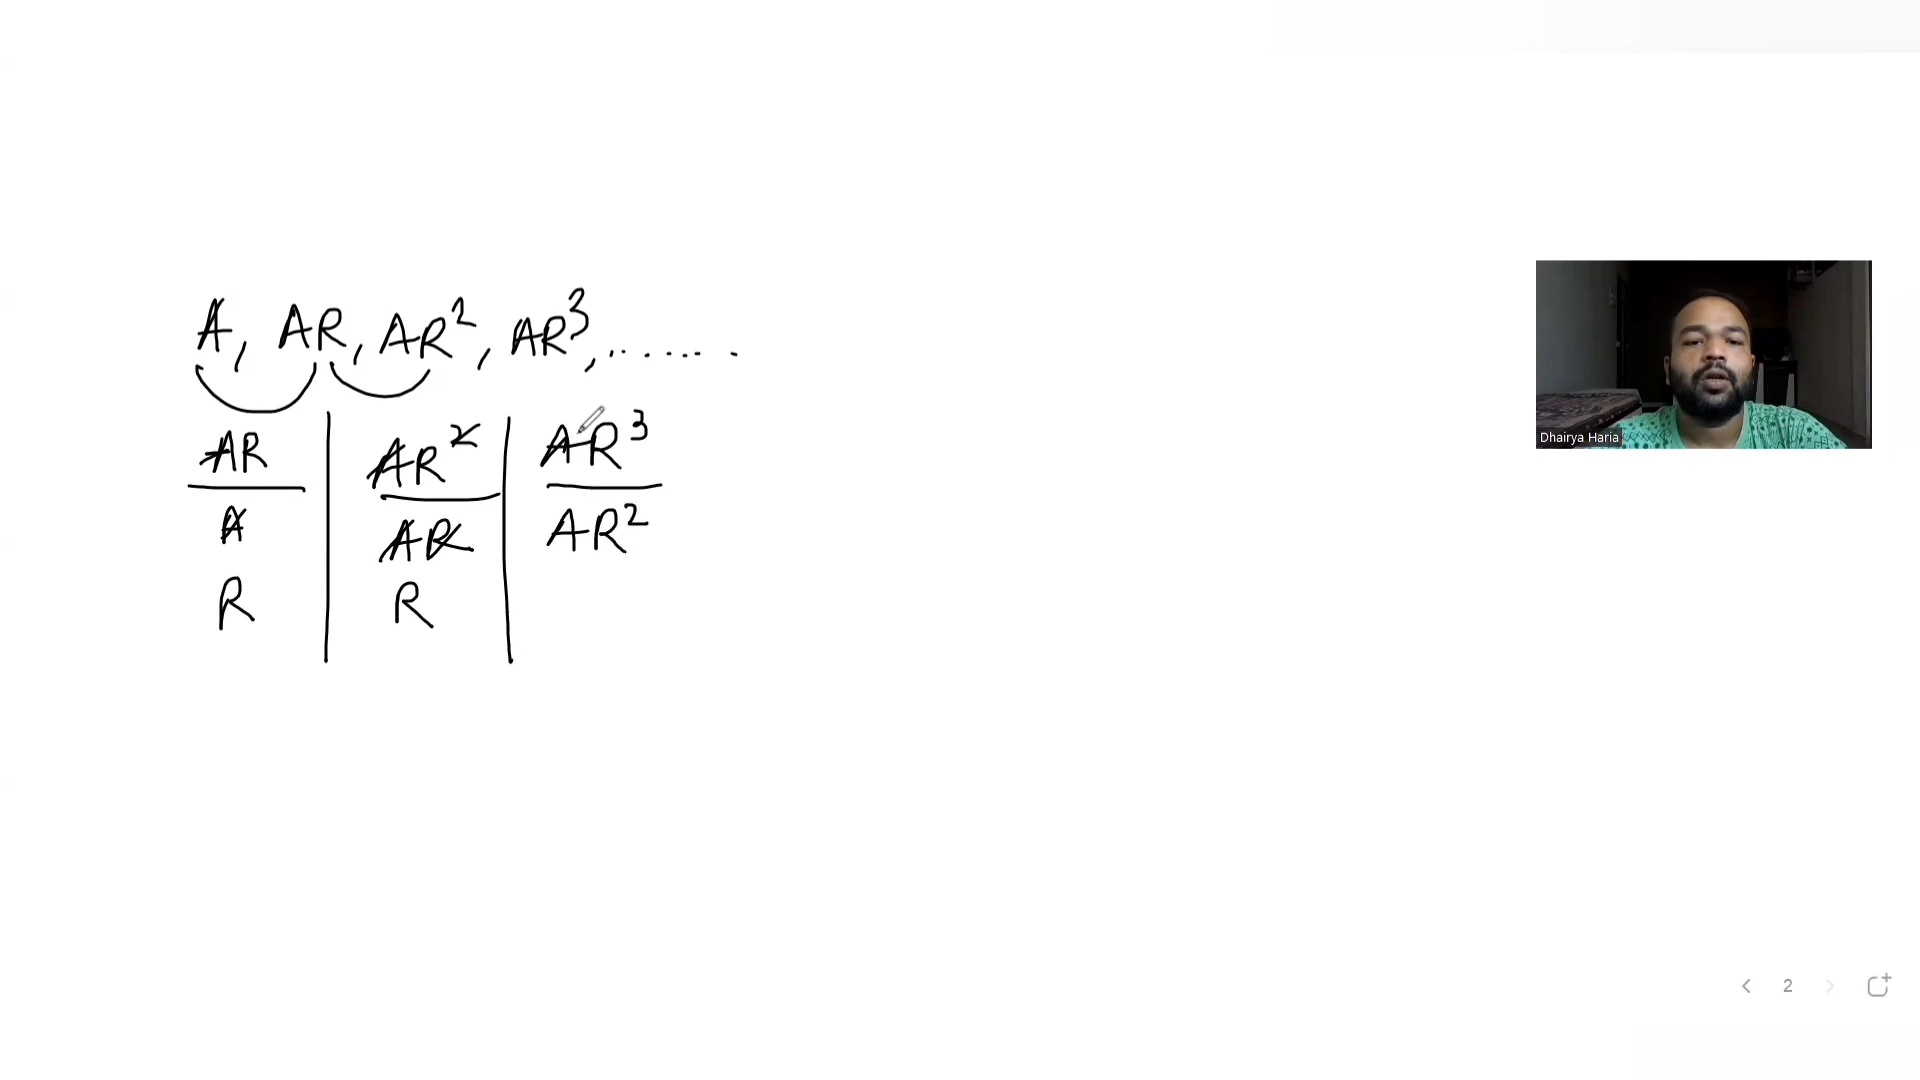 A, AR, AR², AR³, .......
AR | AR² | AR³
A | AR | AR²
R | R |
Dhairya Haria
2